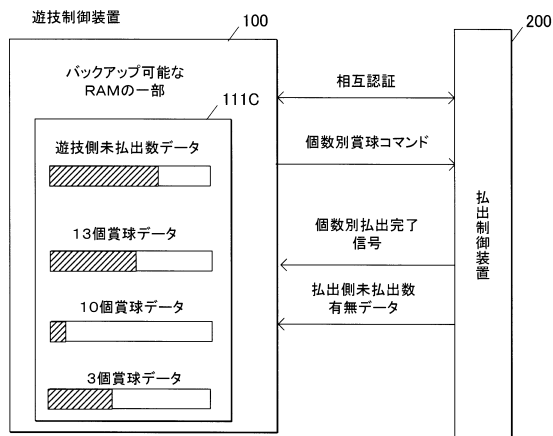 遊技制御装置
100
200
バックアップ可能な
RAMの一部
111C
相互認証
遊技側未払出数データ
個数別賞球コマンド
13個賞球データ
個数別払出完了
信号
払出制御装置
10個賞球データ
払出側未払出数
有無データ
3個賞球データ